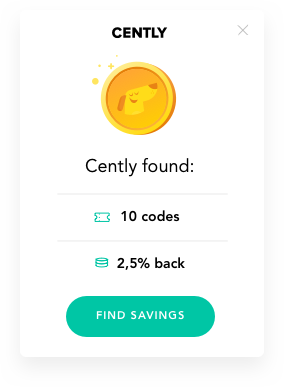 CENTLY
Cently found:
10 codes
2,5% back
FIND SAVINGS